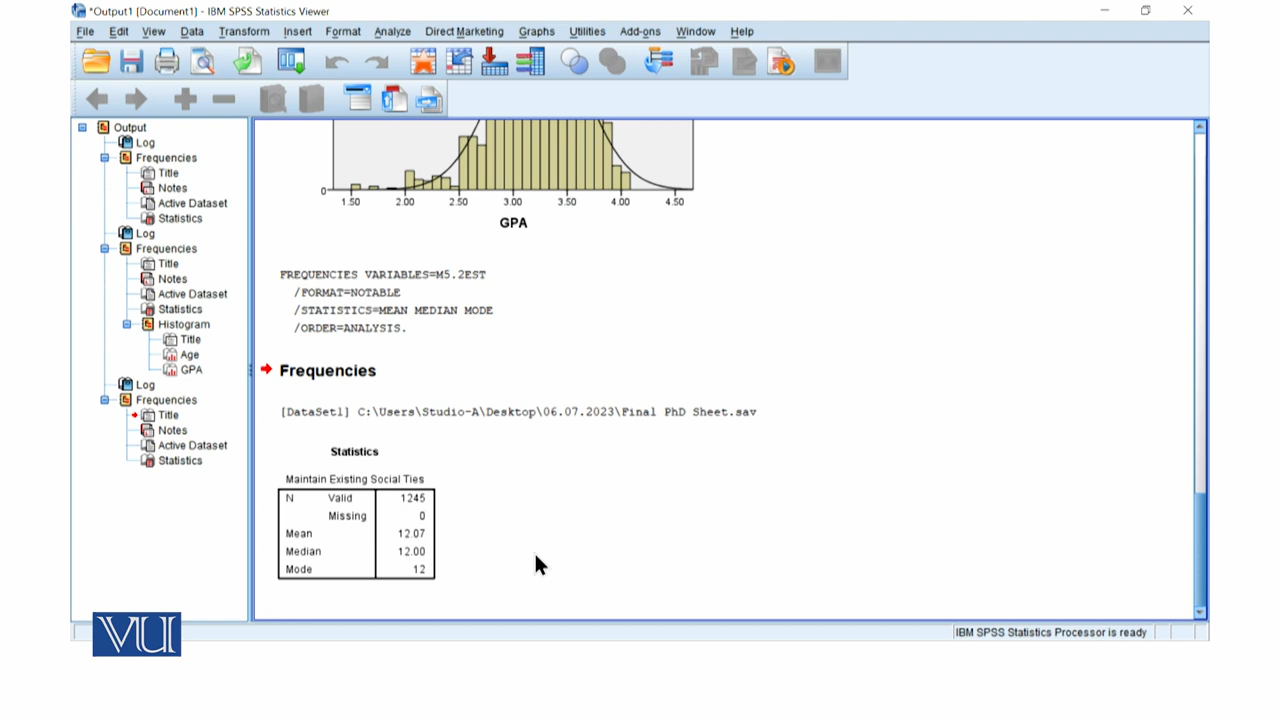 *Output1 [Document1] - IBM SPSS Statistics Viewer
File Edit View Data Transform Insert Format Analyze Direct Marketing Graphs Utilities Add-ons Window Help
Output
Log
Frequencies
Title
Notes
Active Dataset
Statistics
Log
Frequencies
Title
Notes
Active Dataset
Statistics
Histogram
Title
Age
GPA
Log
Frequencies
Title
Notes
Active Dataset
Statistics
0
1.50 2.00 2.50 3.00 3.50 4.00 4.50
GPA
FREQUENCIES VARIABLES=M5.2EST
/FORMAT=NOTABLE
/STATISTICS=MEAN MEDIAN MODE
/ORDER=ANALYSIS.
Frequencies
[DataSet1] C:\Users\Studio-A\Desktop\06.07.2023\Final PhD Sheet.sav
Statistics
Maintain Existing Social Ties
N Valid 1245
Missing 0
Mean 12.07
Median 12.00
Mode 12
IBM SPSS Statistics Processor is ready
VU